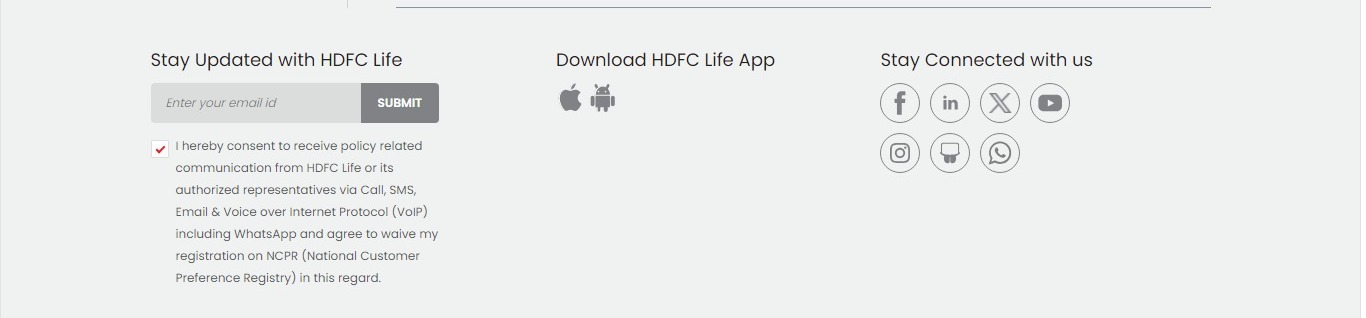 Stay Updated with HDFC Life
Enter your email id
SUBMIT
I hereby consent to receive policy related
communication from HDFC Life or its
authorized representatives via Call, SMS,
Email & Voice over Internet Protocol (VoIP)
including WhatsApp and agree to waive my
registration on NCPR (National Customer
Preference Registry) in this regard.
Download HDFC Life App
Stay Connected with us